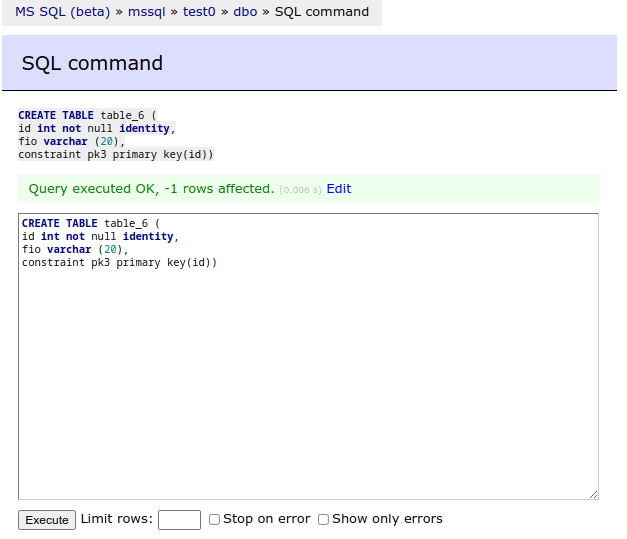 MS SQL (beta) » mssql » test0 » dbo » SQL command
SQL command
CREATE TABLE table_6 (
id int not null identity,
fio varchar (20),
constraint pk3 primary key(id))
Query executed OK, -1 rows affected. (0.006 s) Edit
CREATE TABLE table_6 (
id int not null identity,
fio varchar (20),
constraint pk3 primary key(id))
Execute Limit rows: Stop on error Show only errors